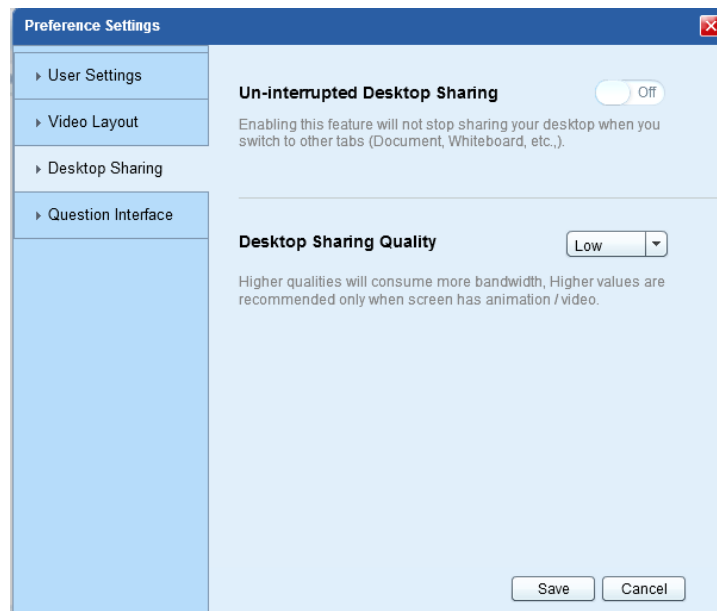 Preference Settings
User Settings
Video Layout
Desktop Sharing
Question Interface
Un-interrupted Desktop Sharing
Off
Enabling this feature will not stop sharing your desktop when you
switch to other tabs (Document, Whiteboard, etc.,).
Desktop Sharing Quality
Low
Higher qualities will consume more bandwidth, Higher values are
recommended only when screen has animation / video.
Save
Cancel